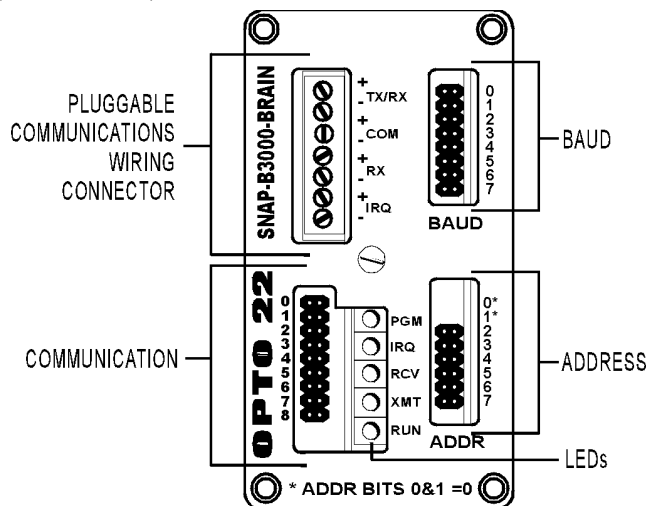 PLUGGABLE
COMMUNICATIONS
WIRING
CONNECTOR
SNAP-B3000-BRAIN
+
TX/RX
-
+
COM
-
RX
+
IRQ
-
0
1
2
3
4
5
6
7
BAUD
BAUD
COMMUNICATION
OPTO 22
0
1
2
3
4
5
6
7
8
PGM
IRQ
RCV
XMT
RUN
0*
1*
2
3
4
5
6
7
ADDR
ADDRESS
LEDs
* ADDR BITS 0&1 =0